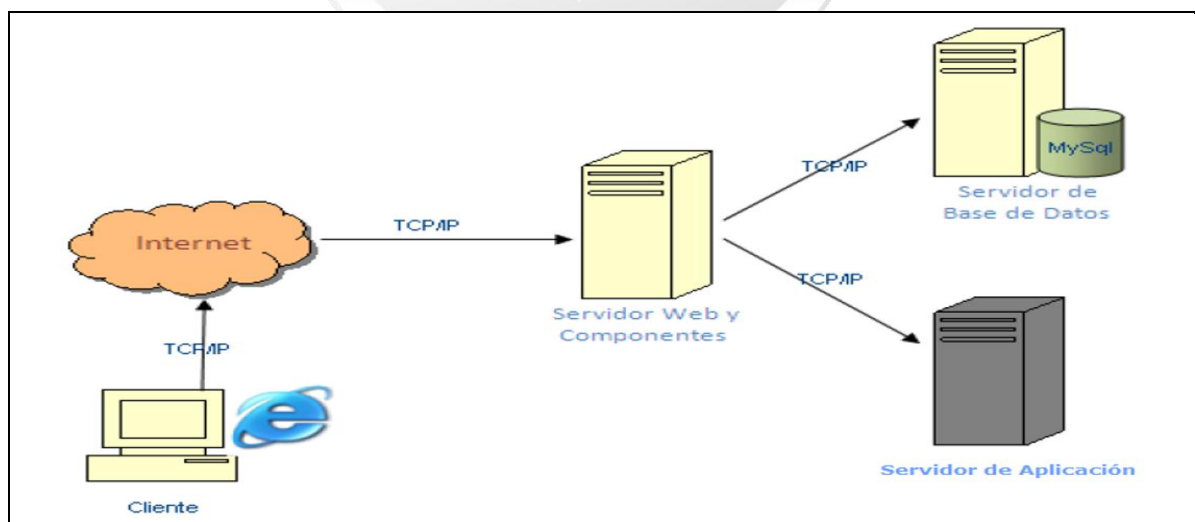 MySql
TCP/IP
Servidor de
Base de Datos
Internet
TCP/IP
TCP/IP
Servidor Web y
Componentes
TCP/IP
Servidor de Aplicación
Cliente